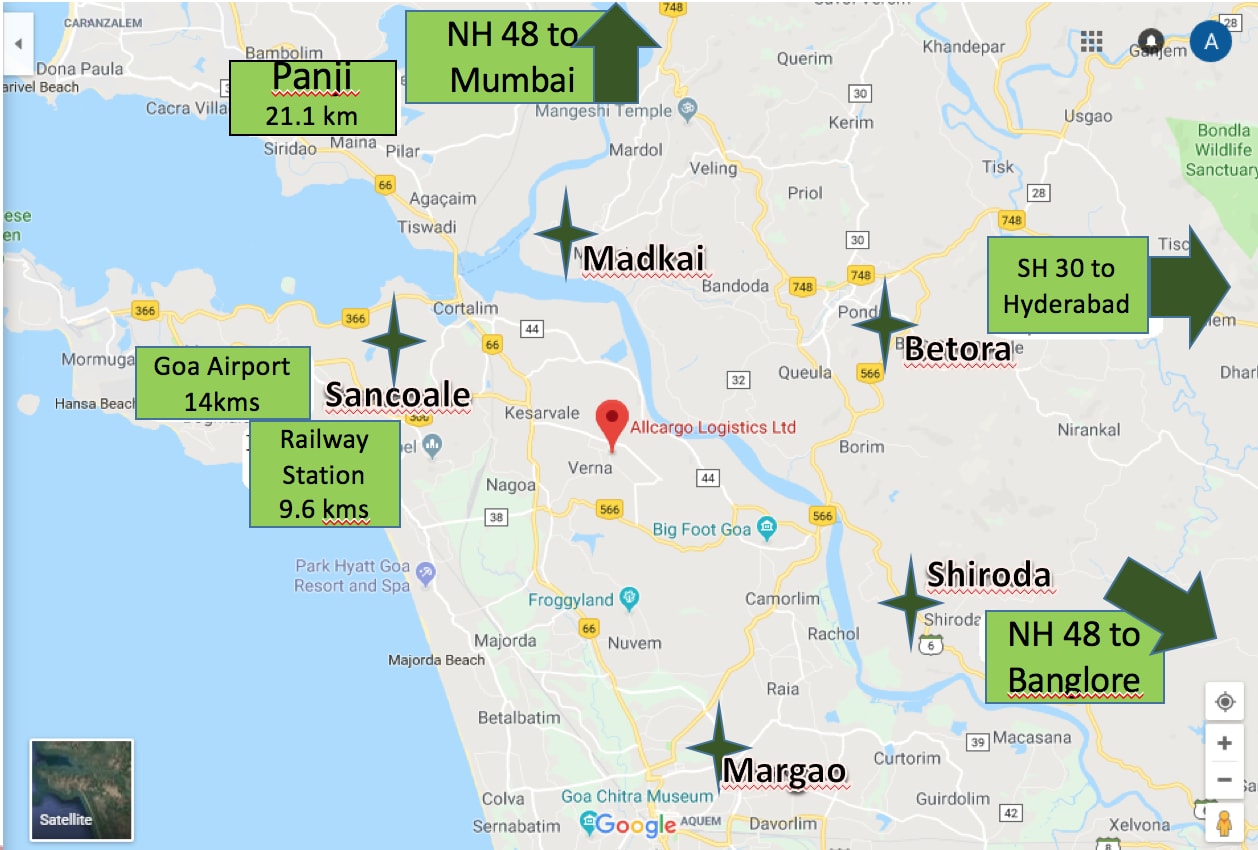 748
28
CARANZALEM
NH 48 to
Mumbai
A
Khandepar
Ganjem
Bambolim
Querim
Dona Paula
arivel Beach
Panji
21.1 km
30
Cacra Villa
Mangeshi Temple
Kerim
Usgao
Bondla
Wildlife
Sanctuary
Siridao
Maina
Pilar
Mardol
Veling
Tisk
66
Agaçaim
Priol
28
ese
en
Tiswadi
748
30
Madkai
SH 30 to
Hyderabad
Tisc
748
Bandoda
748
366
366
Cortalim
44
Pond
Betora
66
Mormuga
Goa Airport
14kms
Sancoale
32
Queula
566
Dhar
Hansa Beach
Kesarvale
366
Allcargo Logistics Ltd
Nirankal
Railway
Station
9.6 kms
Borim
Verna
44
Nagoa
38
566
566
Big Foot Goa
Park Hyatt Goa
Resort and Spa
Froggyland
Camorlim
Shiroda
Shiroda
66
Nuvem
Rachol
6
NH 48 to
Banglore
Majorda
Majorda Beach
Raia
Betalbatim
39
Macasana
Margao
Curtorim
Colva
Goa Chitra Museum
Guirdolim
42
Sernabatim
Google
AQUEM
Davorlim
Xelvona
8
Satellite